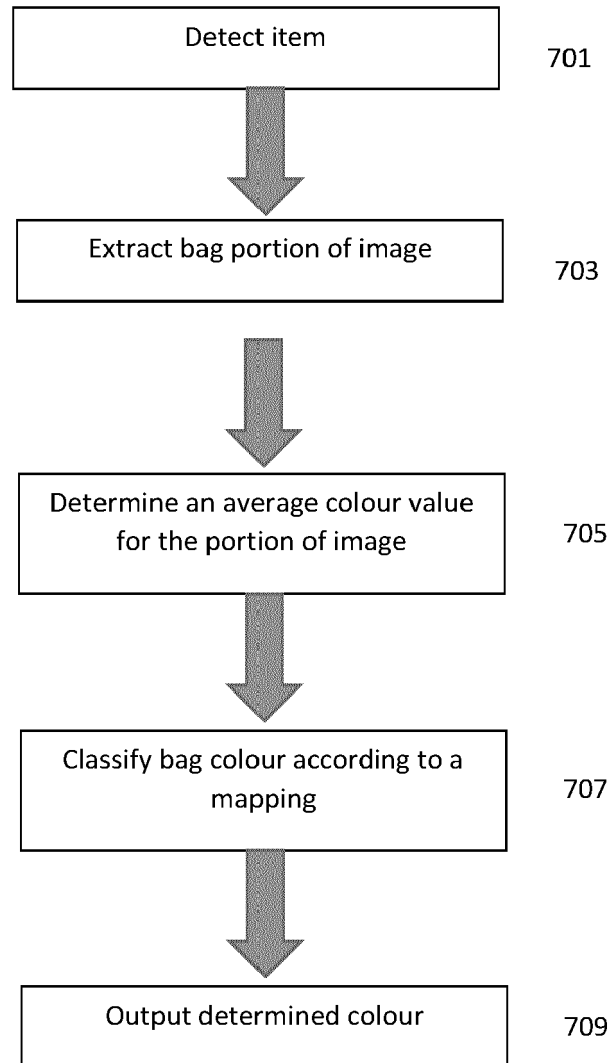 Detect item
701
Extract bag portion of image
703
Determine an average colour value
for the portion of image
705
Classify bag colour according to a
mapping
707
Output determined colour
709